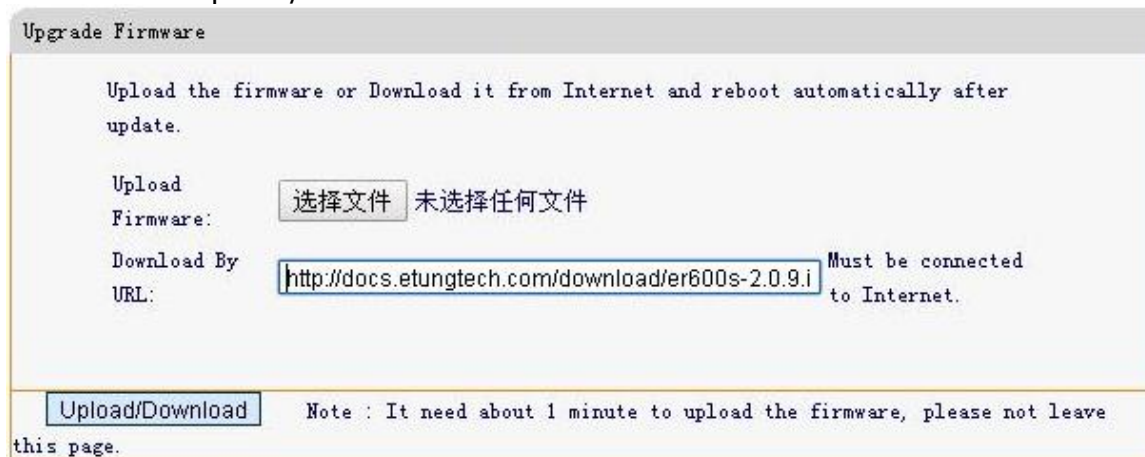 Upgrade Firmware
Upload the firmware or Download it from Internet and reboot automatically after
update.
Upload
Firmware:
选择文件 未选择任何文件
Download By
URL:
http://docs.etungtech.com/download/er600s-2.0.9.i
Must be connected
to Internet.
Upload/Download Note : It need about 1 minute to upload the firmware, please not leave
this page.